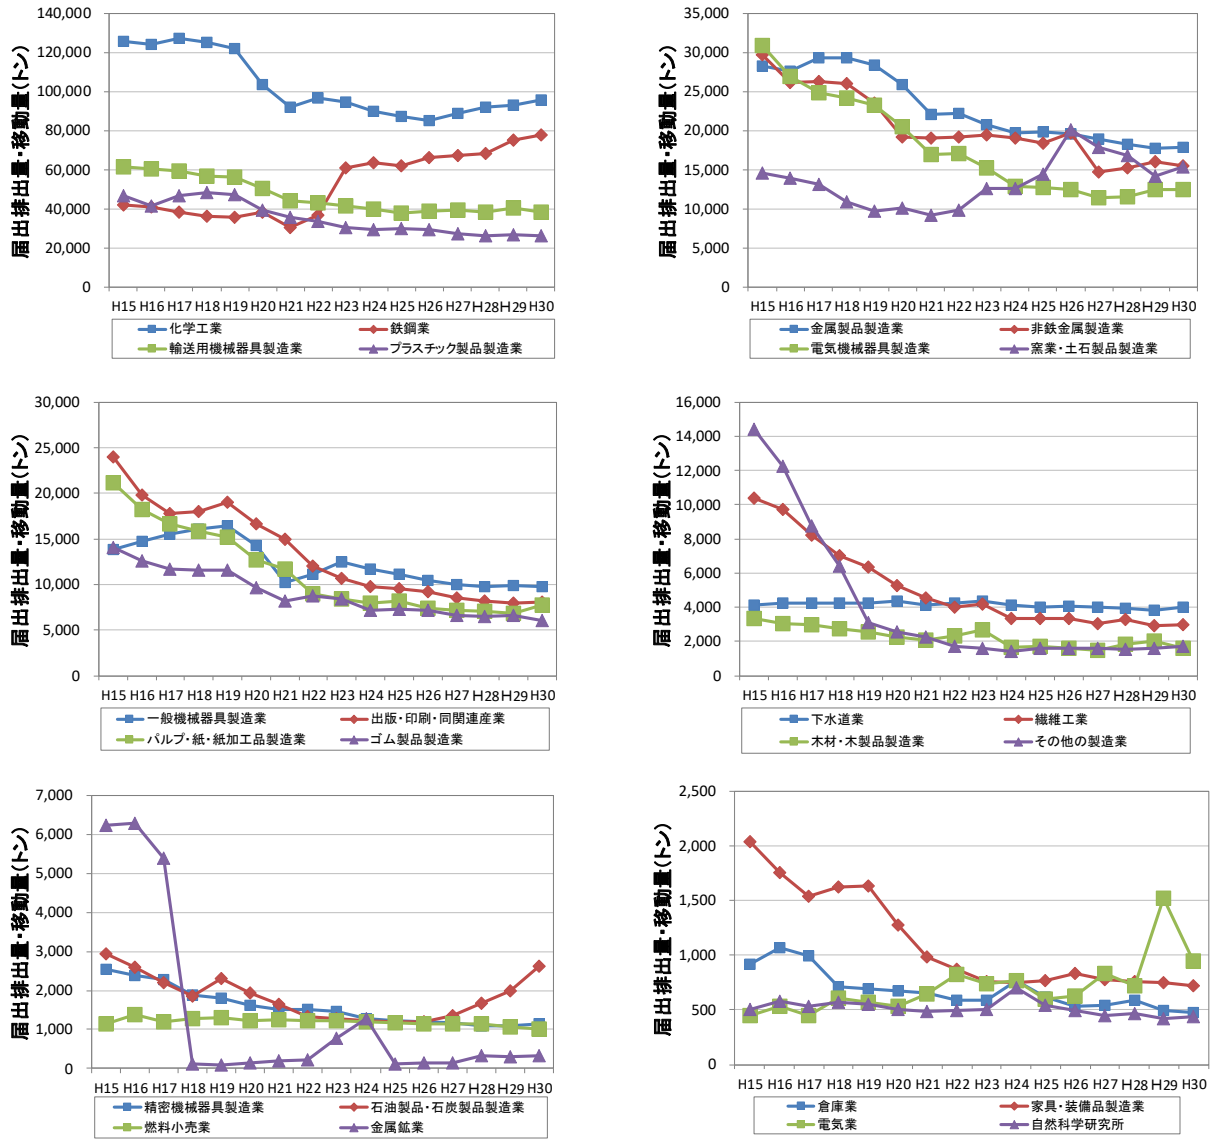 届出排出量・移動量(トン)
140,000
120,000
100,000
80,000
60,000
40,000
20,000
0
H15 H16 H17 H18 H19 H20 H21 H22 H23 H24 H25 H26 H27 H28 H29 H30
化学工業 鉄鋼業
輸送用機械器具製造業 プラスチック製品製造業
届出排出量・移動量(トン)
35,000
30,000
25,000
20,000
15,000
10,000
5,000
0
H15 H16 H17 H18 H19 H20 H21 H22 H23 H24 H25 H26 H27 H28 H29 H30
金属製品製造業 非鉄金属製造業
電気機械器具製造業 窯業・土石製品製造業
届出排出量・移動量(トン)
30,000
25,000
20,000
15,000
10,000
5,000
0
H15 H16 H17 H18 H19 H20 H21 H22 H23 H24 H25 H26 H27 H28 H29 H30
一般機械器具製造業 出版・印刷・同関連産業
パルプ・紙・紙加工品製造業 ゴム製品製造業
届出排出量・移動量(トン)
16,000
14,000
12,000
10,000
8,000
6,000
4,000
2,000
0
H15 H16 H17 H18 H19 H20 H21 H22 H23 H24 H25 H26 H27 H28 H29 H30
下水道業 繊維工業
木材・木製品製造業 その他の製造業
届出排出量・移動量(トン)
7,000
6,000
5,000
4,000
3,000
2,000
1,000
0
H15 H16 H17 H18 H19 H20 H21 H22 H23 H24 H25 H26 H27 H28 H29 H30
精密機械器具製造業 石油製品・石炭製品製造業
燃料小売業 金属鉱業
届出排出量・移動量(トン)
2,500
2,000
1,500
1,000
500
0
H15 H16 H17 H18 H19 H20 H21 H22 H23 H24 H25 H26 H27 H28 H29 H30
倉庫業 家具・装備品製造業
電気業 自然科学研究所